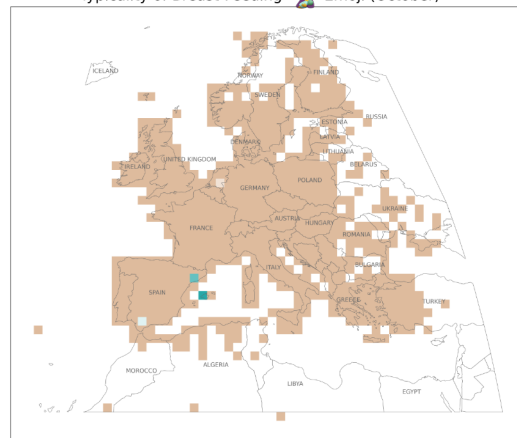 Typicality of Breast-Feeding Emoji (October)
ICELAND
NORWAY
FINLAND
SWEDEN
ESTONIA
RUSSIA
LATVIA
DENMARK
LITHUANIA
IRELAND
UNITED KINGDOM
BELARUS
GERMANY
POLAND
UKRAINE
AUSTRIA
HUNGARY
FRANCE
ROMANIA
ITALY
BULGARIA
SPAIN
GREECE
TURKEY
MOROCCO
ALGERIA
LIBYA
EGYPT